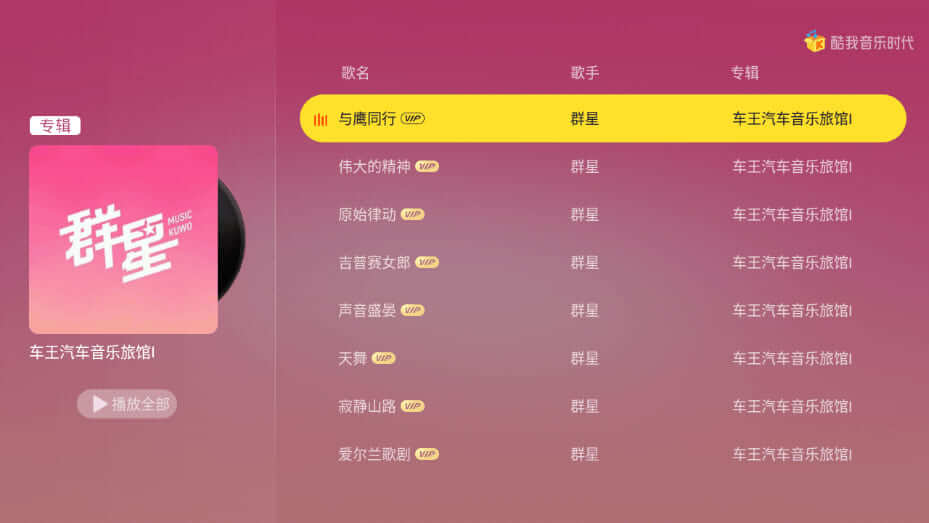 酷我音乐时代
歌名 歌手 专辑
专辑
与鹰同行 VIP 群星 车王汽车音乐旅馆I
伟大的精神 VIP 群星 车王汽车音乐旅馆I
原始律动 VIP 群星 车王汽车音乐旅馆I
群星 MUSIC KUWO
吉普赛女郎 VIP 群星 车王汽车音乐旅馆I
声音盛晏 VIP 群星 车王汽车音乐旅馆I
车王汽车音乐旅馆I
天舞 VIP 群星 车王汽车音乐旅馆I
播放全部
寂静山路 VIP 群星 车王汽车音乐旅馆I
爱尔兰歌剧 VIP 群星 车王汽车音乐旅馆I